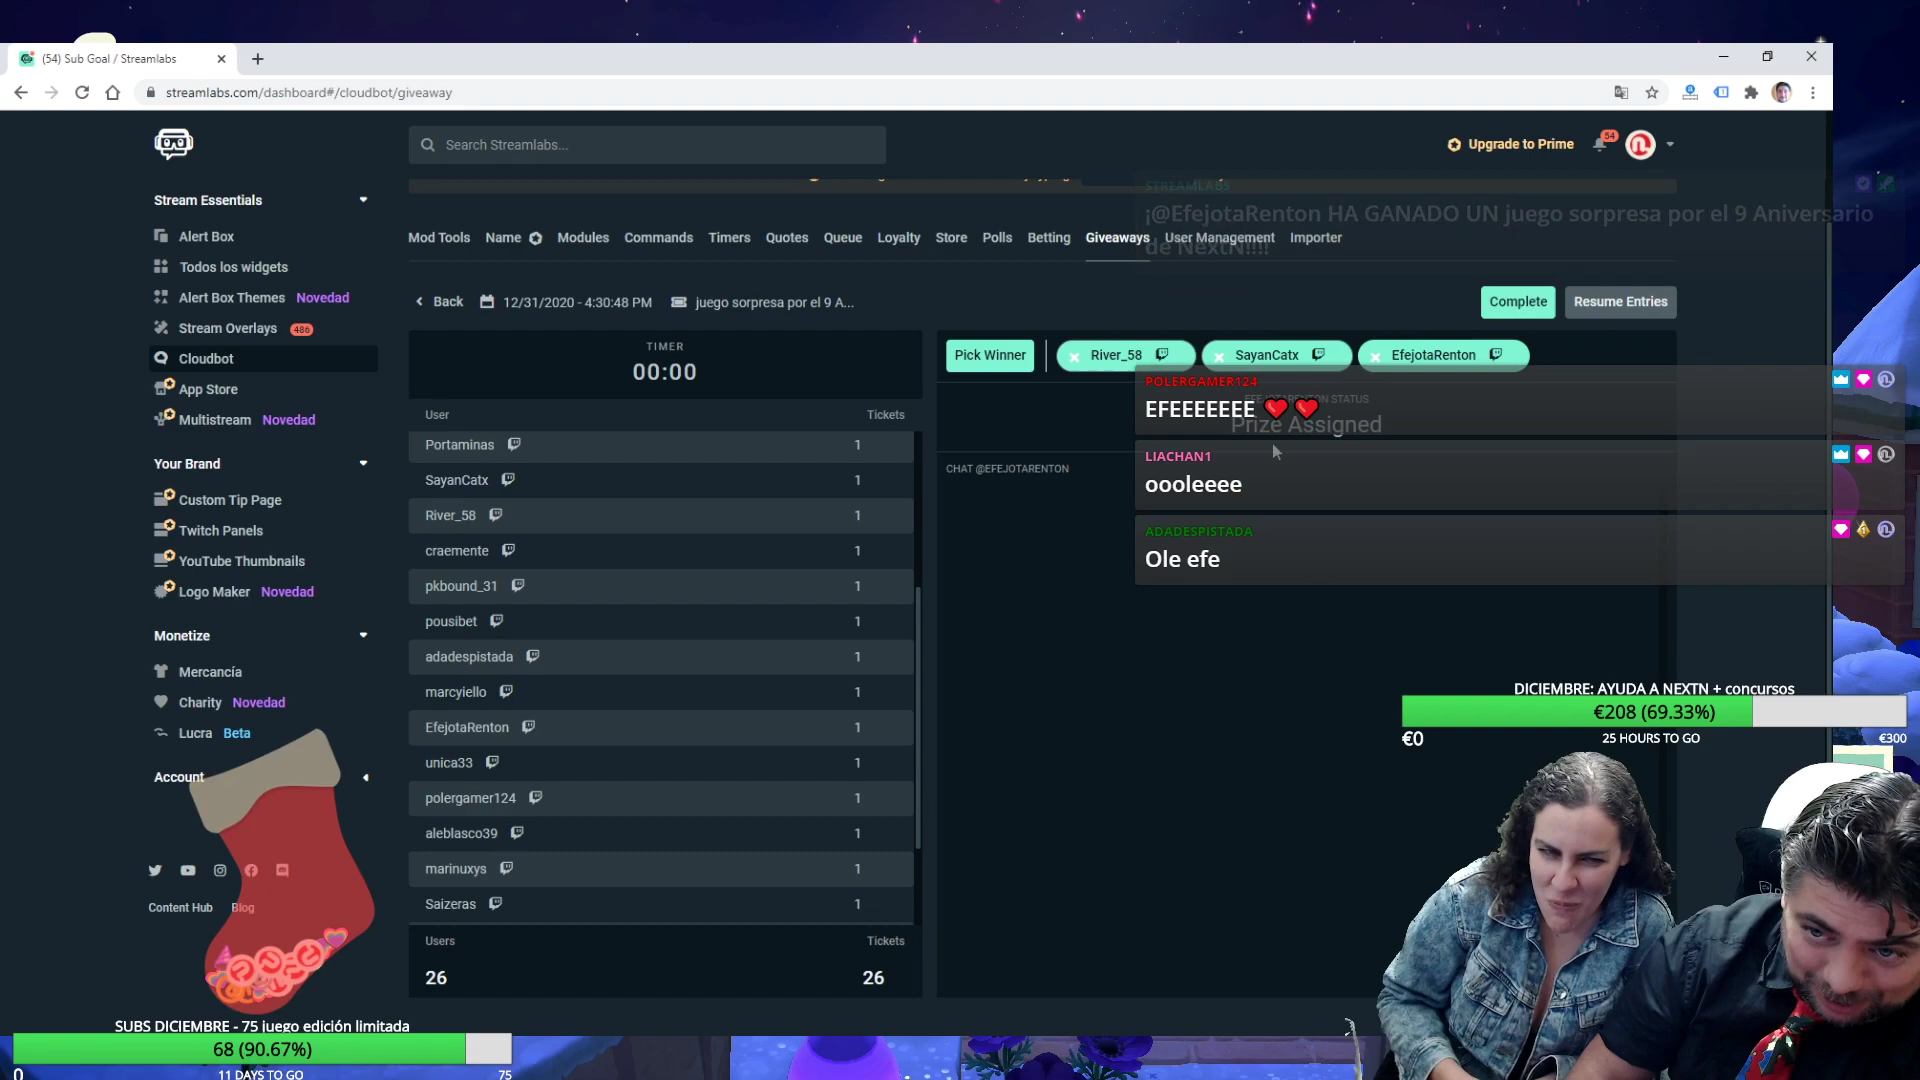 (54) Sub Goal / Streamlabs
streamlabs.com/dashboard#/cloudbot/giveaway
Search Streamlabs...
Upgrade to Prime
54
Stream Essentials
Alert Box
Todos los widgets
Alert Box Themes Novedad
Stream Overlays 486
Cloudbot
App Store
Multistream Novedad
Your Brand
Custom Tip Page
Twitch Panels
YouTube Thumbnails
Logo Maker Novedad
Monetize
Mercancía
Charity Novedad
Lucra Beta
Account
Content Hub Blog
Mod Tools Name Modules Commands Timers Quotes Queue Loyalty Store Polls Betting Giveaways User Management Importer
STREAMLABS
¡@EfejotaRenton HA GANADO UN juego sorpresa por el 9 Aniversario
de NextN!!!!
Back 12/31/2020 - 4:30:48 PM juego sorpresa por el 9 A...
Complete Resume Entries
TIMER
00:00
User Tickets
Portaminas 1
SayanCatx 1
River_58 1
craemente 1
pkbound_31 1
pousibet 1
adadespistada 1
marcyiello 1
EfejotaRenton 1
unica33 1
polergamer124 1
aleblasco39 1
marinuxys 1
Saizeras 1
Users Tickets
26 26
Pick Winner River_58 SayanCatx EfejotaRenton
EFEJOTARENTON STATUS
Prize Assigned
CHAT @EFEJOTARENTON
POLERGAMER124
EFEEEEEEE ❤❤
LIACHAN1
oooleeee
ADADESPISTADA
Ole efe
DICIEMBRE: AYUDA A NEXTN + concursos
€208 (69.33%)
€0 25 HOURS TO GO €300
SUBS DICIEMBRE - 75 juego edición limitada
68 (90.67%)
0 11 DAYS TO GO 75